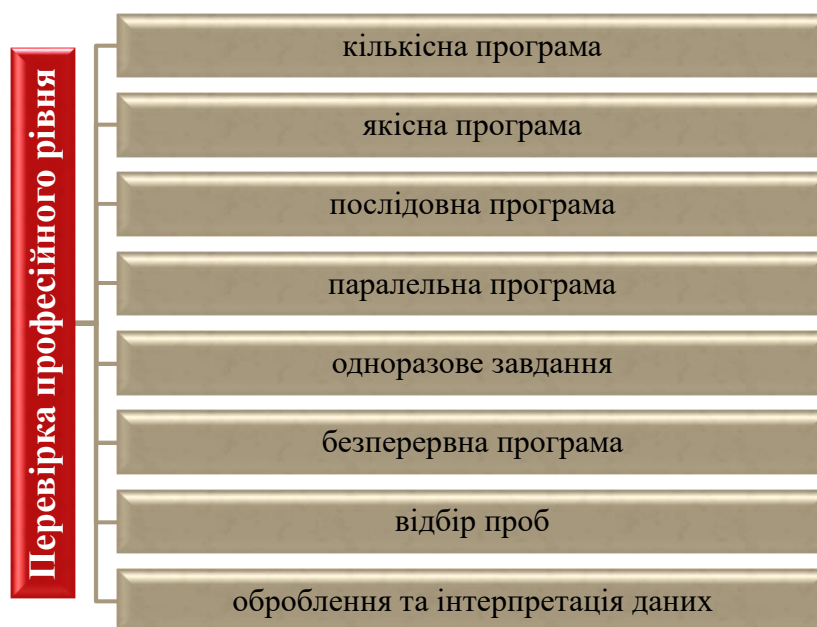 Перевірка професійного рівня
кількісна програма
якісна програма
послідовна програма
паралельна програма
одноразове завдання
безперервна програма
відбір проб
оброблення та інтерпретація даних